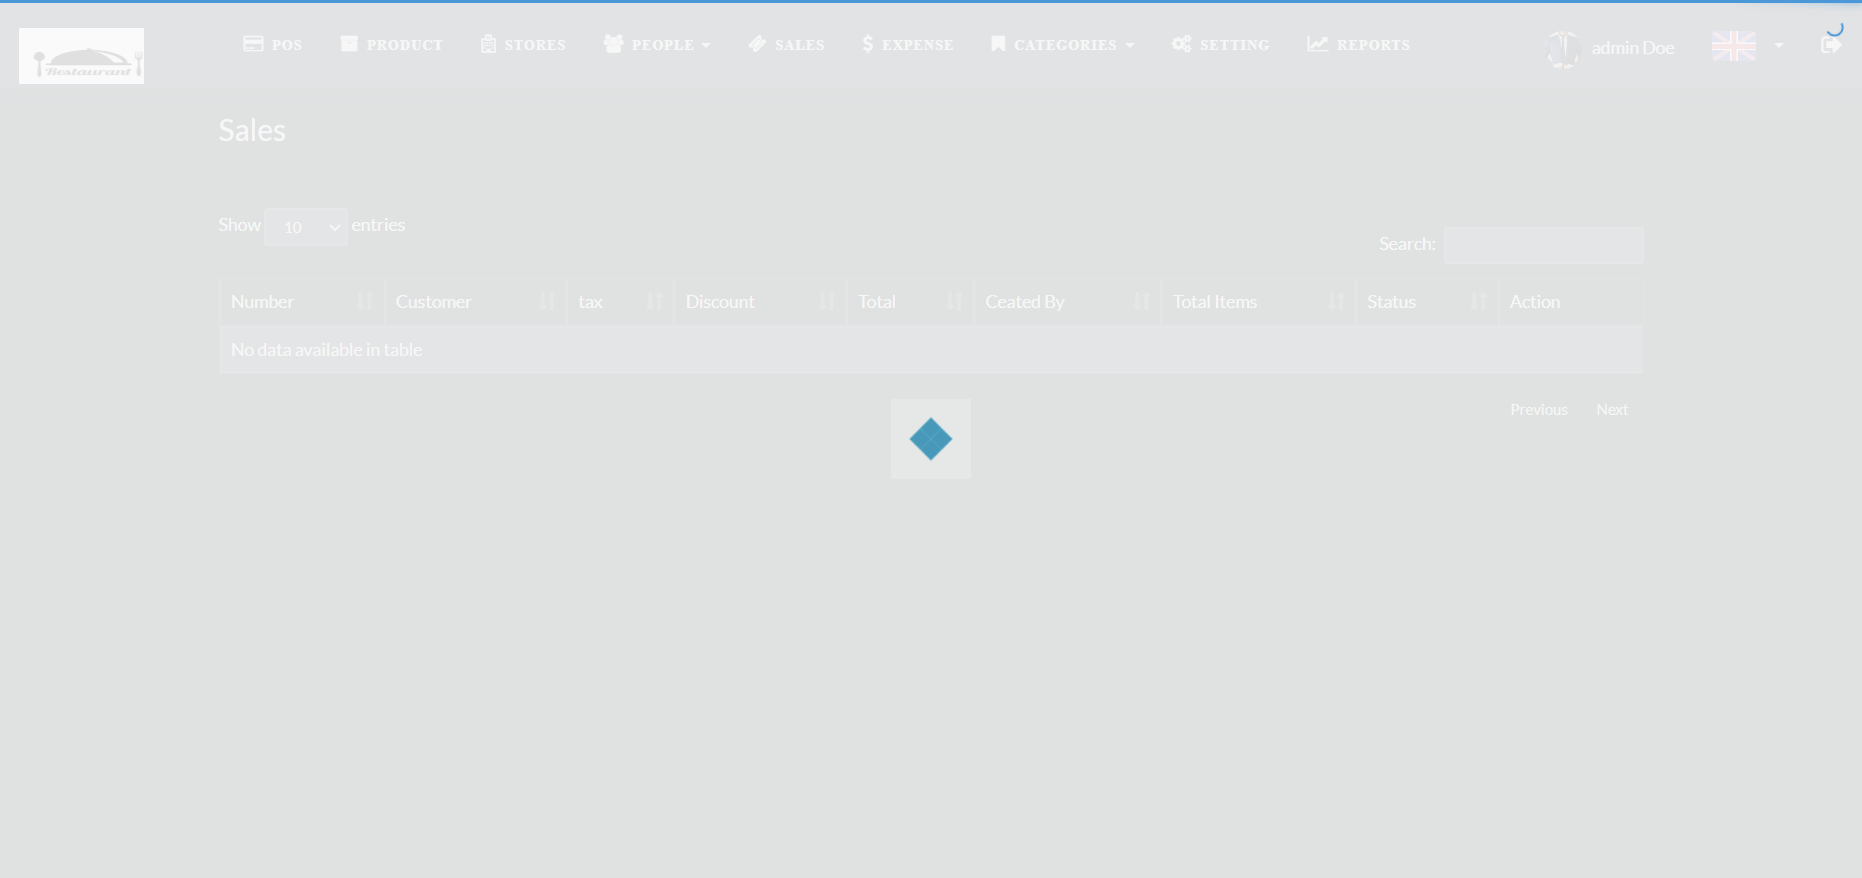 Restaurant
POS PRODUCT STORES PEOPLE SALES EXPENSE CATEGORIES SETTING REPORTS admin Doe
Sales
Show 10 entries
Search:
Number Customer tax Discount Total Ceated By Total Items Status Action
No data available in table
Previous Next